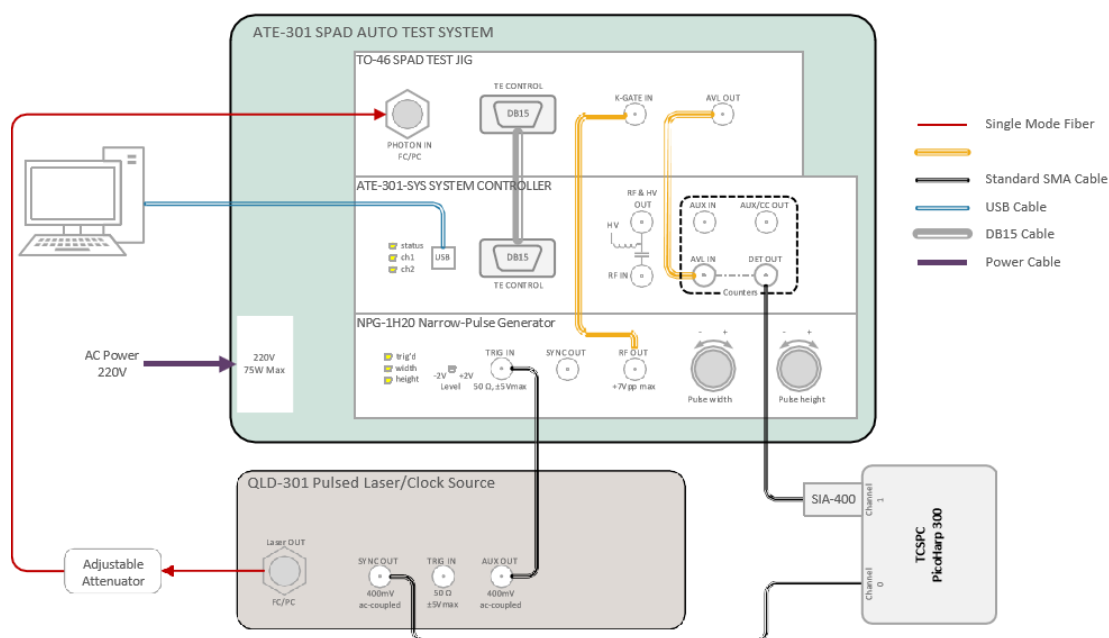 ATE-301 SPAD AUTO TEST SYSTEM
TO-46 SPAD TEST JIG
TE CONTROL
DB15
PHOTON IN
FC/PC
K-GATE IN
AVL OUT
ATE-301-SYS SYSTEM CONTROLLER
status
ch1
ch2
USB
DB15
TE CONTROL
RF & HV
OUT
HV
RF IN
AUX IN
AUX/CC OUT
AVL IN
DET OUT
Counters
NPG-1H20 Narrow-Pulse Generator
trig'd
width
height
-2V
+2V
Level
TRIG IN
50 Ω, ±5Vmax
SYNC OUT
RF OUT
+7Vpp max
- +
Pulse width
- +
Pulse height
AC Power
220V
220V
75W Max
QLD-301 Pulsed Laser/Clock Source
Laser OUT
FC/PC
SYNC OUT
400mV
ac-coupled
TRIG IN
50 Ω
±5Vmax
AUX OUT
400mV
ac-coupled
Adjustable
Attenuator
SIA-400
Channel
1
Channel
0
TCSPC
PicoHarp 300
Single Mode Fiber
Standard SMA Cable
USB Cable
DB15 Cable
Power Cable